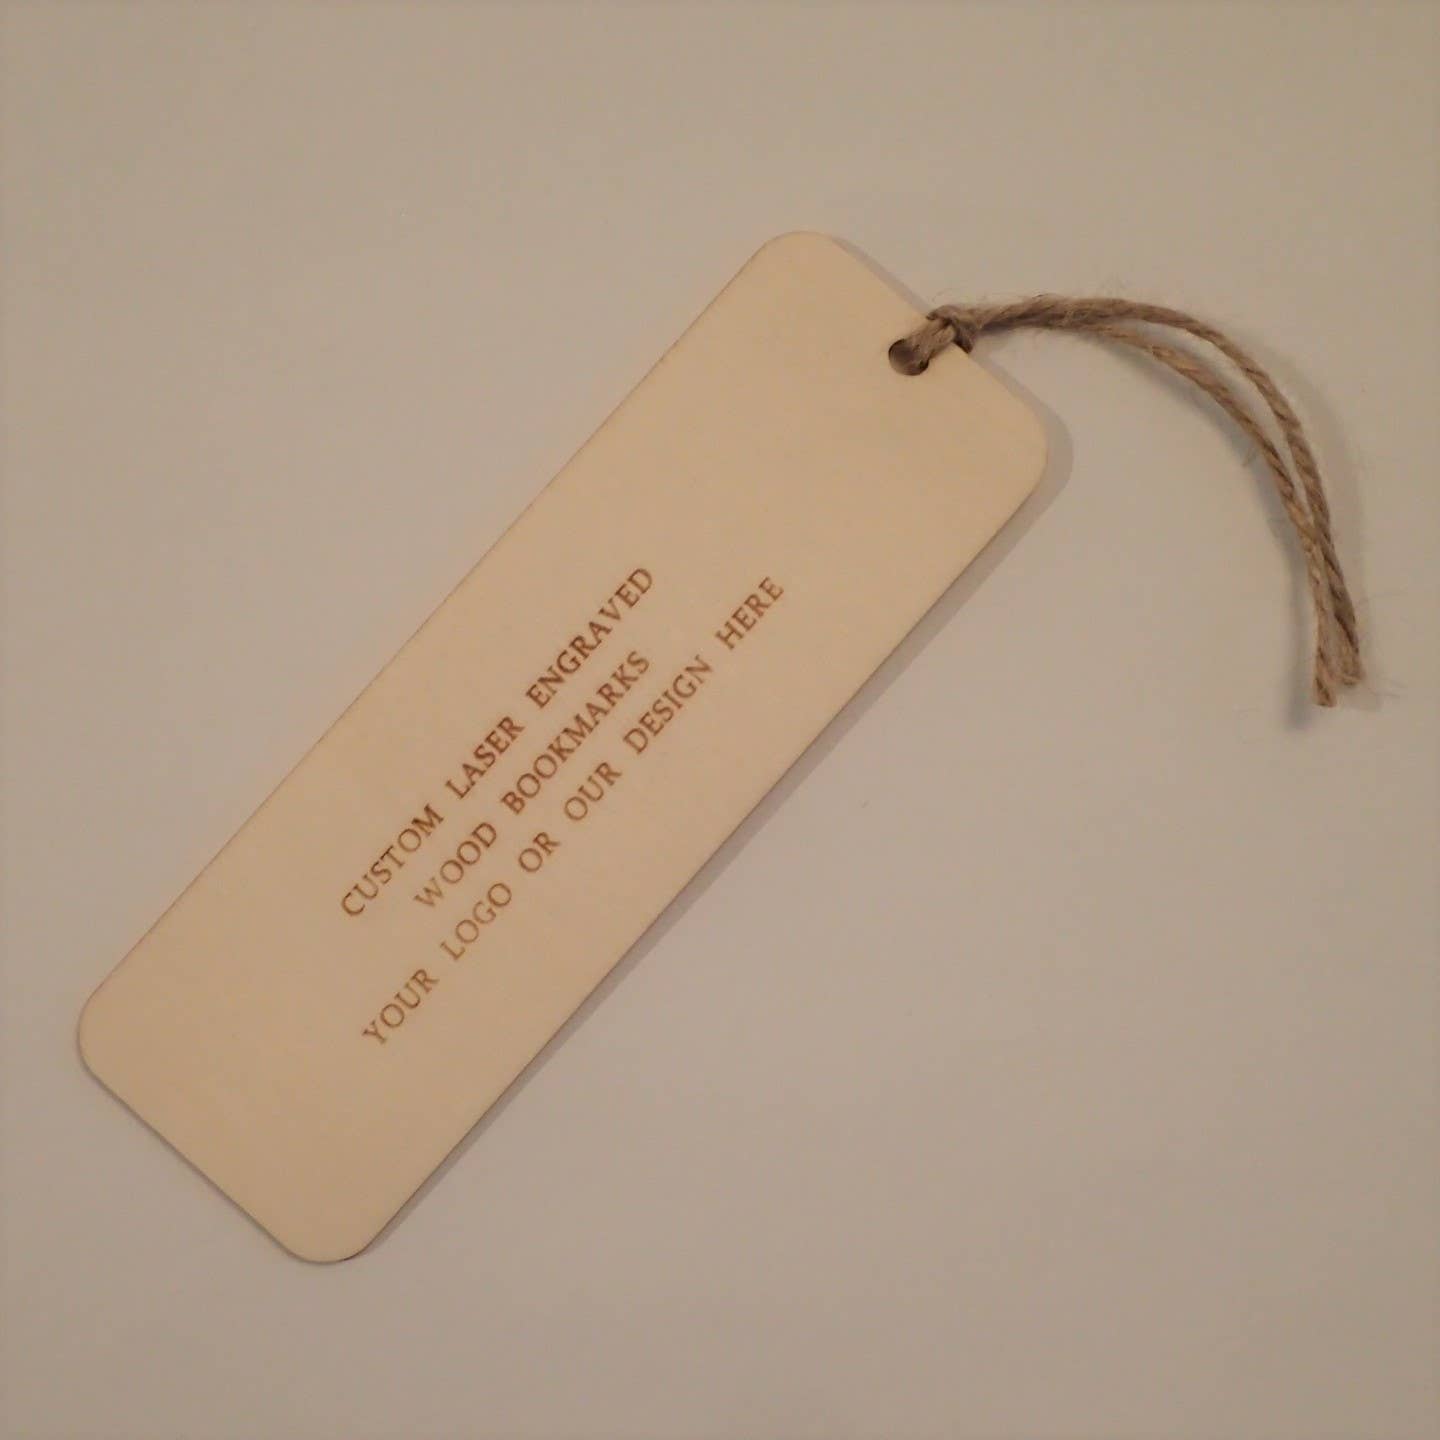 CUSTOM LASER ENGRAVED
WOOD BOOKMARKS
YOUR LOGO OR OUR DESIGN HERE